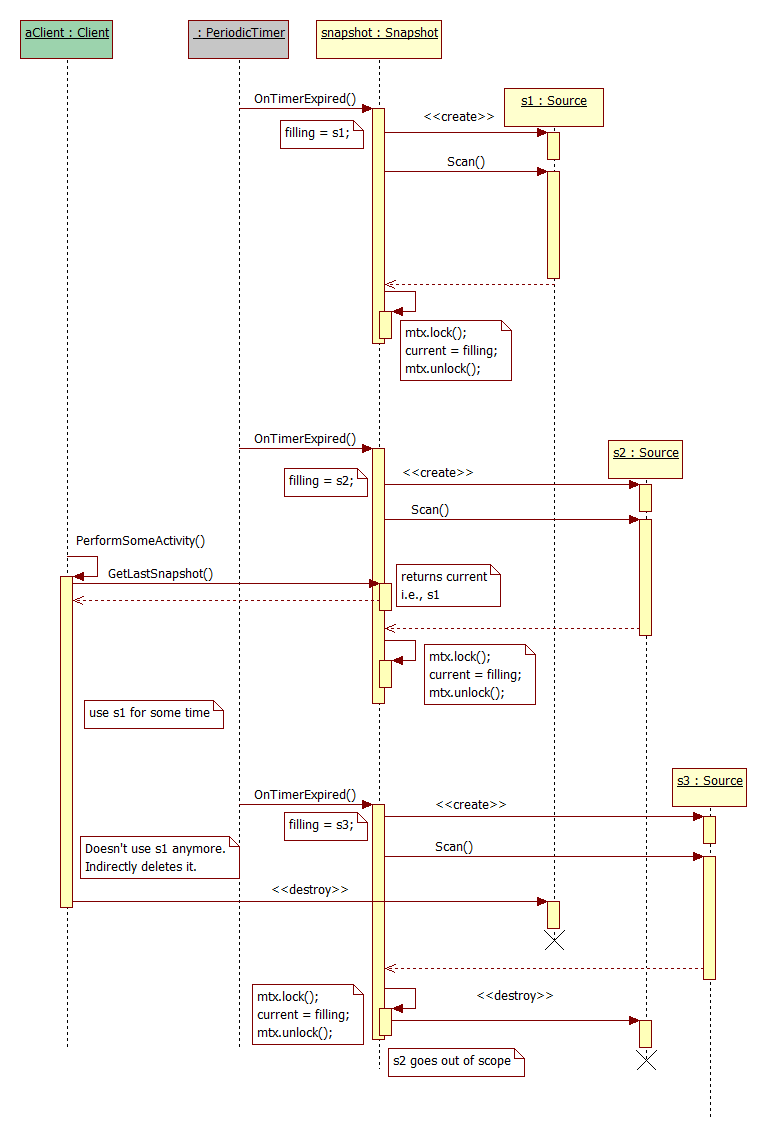 aClient : Client
: PeriodicTimer
snapshot : Snapshot
s1 : Source
OnTimerExpired()
<<create>>
filling = s1;
Scan()
mtx.lock();
current = filling;
mtx.unlock();
OnTimerExpired()
s2 : Source
<<create>>
filling = s2;
Scan()
PerformSomeActivity()
GetLastSnapshot()
returns current
i.e., s1
mtx.lock();
current = filling;
mtx.unlock();
use s1 for some time
s3 : Source
OnTimerExpired()
<<create>>
filling = s3;
Scan()
Doesn't use s1 anymore.
Indirectly deletes it.
<<destroy>>
mtx.lock();
current = filling;
mtx.unlock();
<<destroy>>
s2 goes out of scope